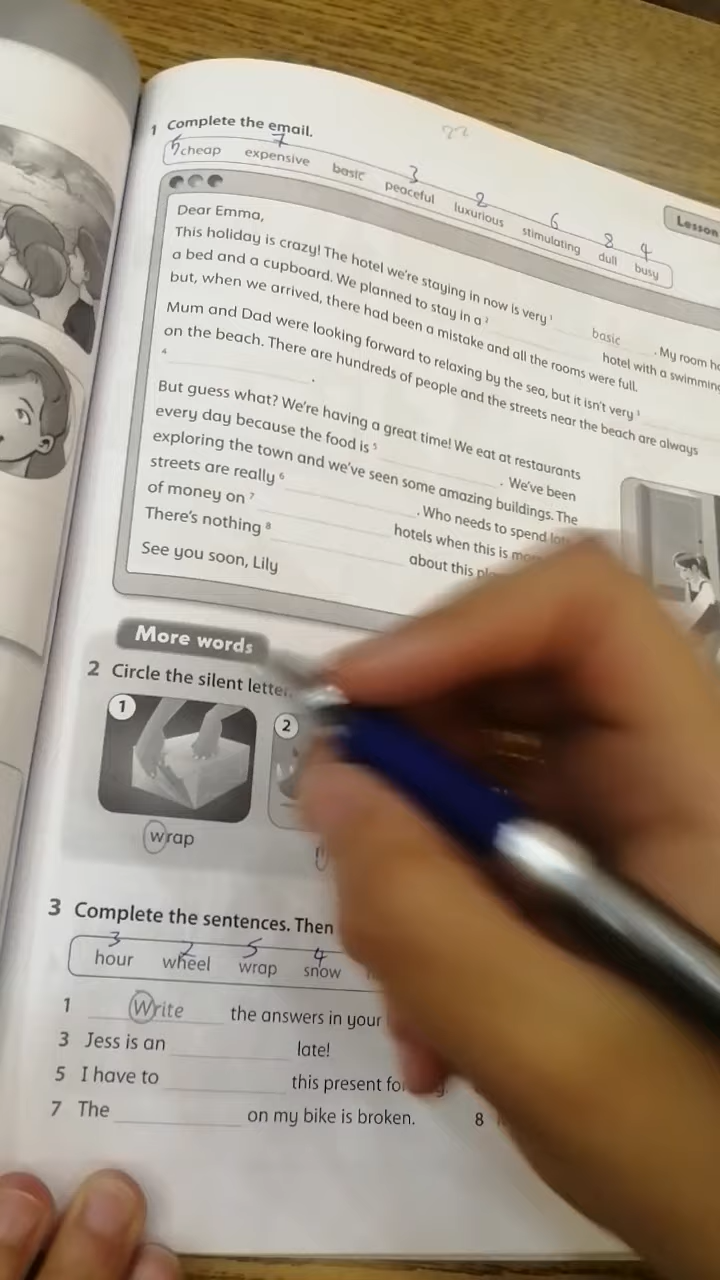 22
1 Complete the email.
5 7 3 2 6 8 4
cheap expensive basic peaceful luxurious stimulating dull busy
Lesson
Dear Emma,
This holiday is crazy! The hotel we're staying in now is very 1 basic . My room
a bed and a cupboard. We planned to stay in a 2 hotel with a
but, when we arrived, there had been a mistake and all the rooms were full.
Mum and Dad were looking forward to relaxing by the sea, but it isn't very 3
on the beach. There are hundreds of people and the streets near the beach are always
4 .
But guess what? We're having a great time! We eat at restaurants
every day because the food is 5 . We've been
exploring the town and we've seen some amazing buildings. The
streets are really 6 . Who needs to spend
of money on 7 hotels when this is
There's nothing 8 about this
See you soon, Lily
More words
2 Circle the silent
1
2
wrap
3 Complete the sentences. Then
3 2 5 4
hour wheel wrap snow
1 Write the answers in your
3 Jess is an late!
5 I have to this present
7 The on my bike is broken.
8